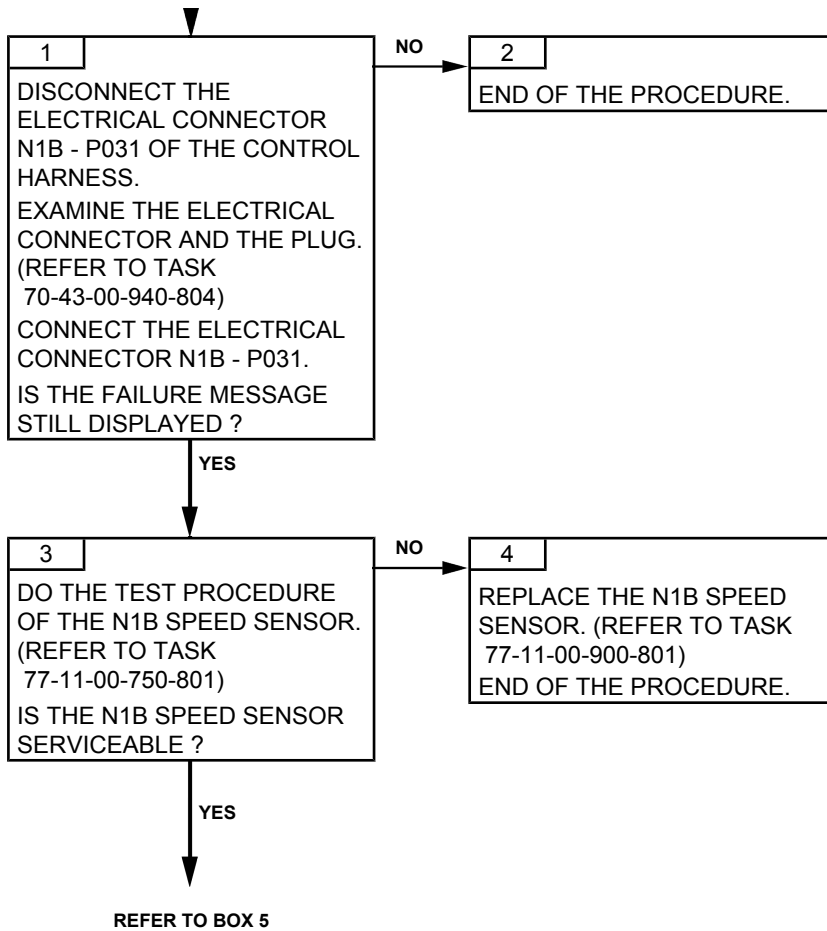 1
DISCONNECT THE
ELECTRICAL CONNECTOR
N1B - P031 OF THE CONTROL
HARNESS.
EXAMINE THE ELECTRICAL
CONNECTOR AND THE PLUG.
(REFER TO TASK
70-43-00-940-804)
CONNECT THE ELECTRICAL
CONNECTOR N1B - P031.
IS THE FAILURE MESSAGE
STILL DISPLAYED ?
NO
2
END OF THE PROCEDURE.
YES
3
DO THE TEST PROCEDURE
OF THE N1B SPEED SENSOR.
(REFER TO TASK
77-11-00-750-801)
IS THE N1B SPEED SENSOR
SERVICEABLE ?
NO
4
REPLACE THE N1B SPEED
SENSOR. (REFER TO TASK
77-11-00-900-801)
END OF THE PROCEDURE.
YES
REFER TO BOX 5